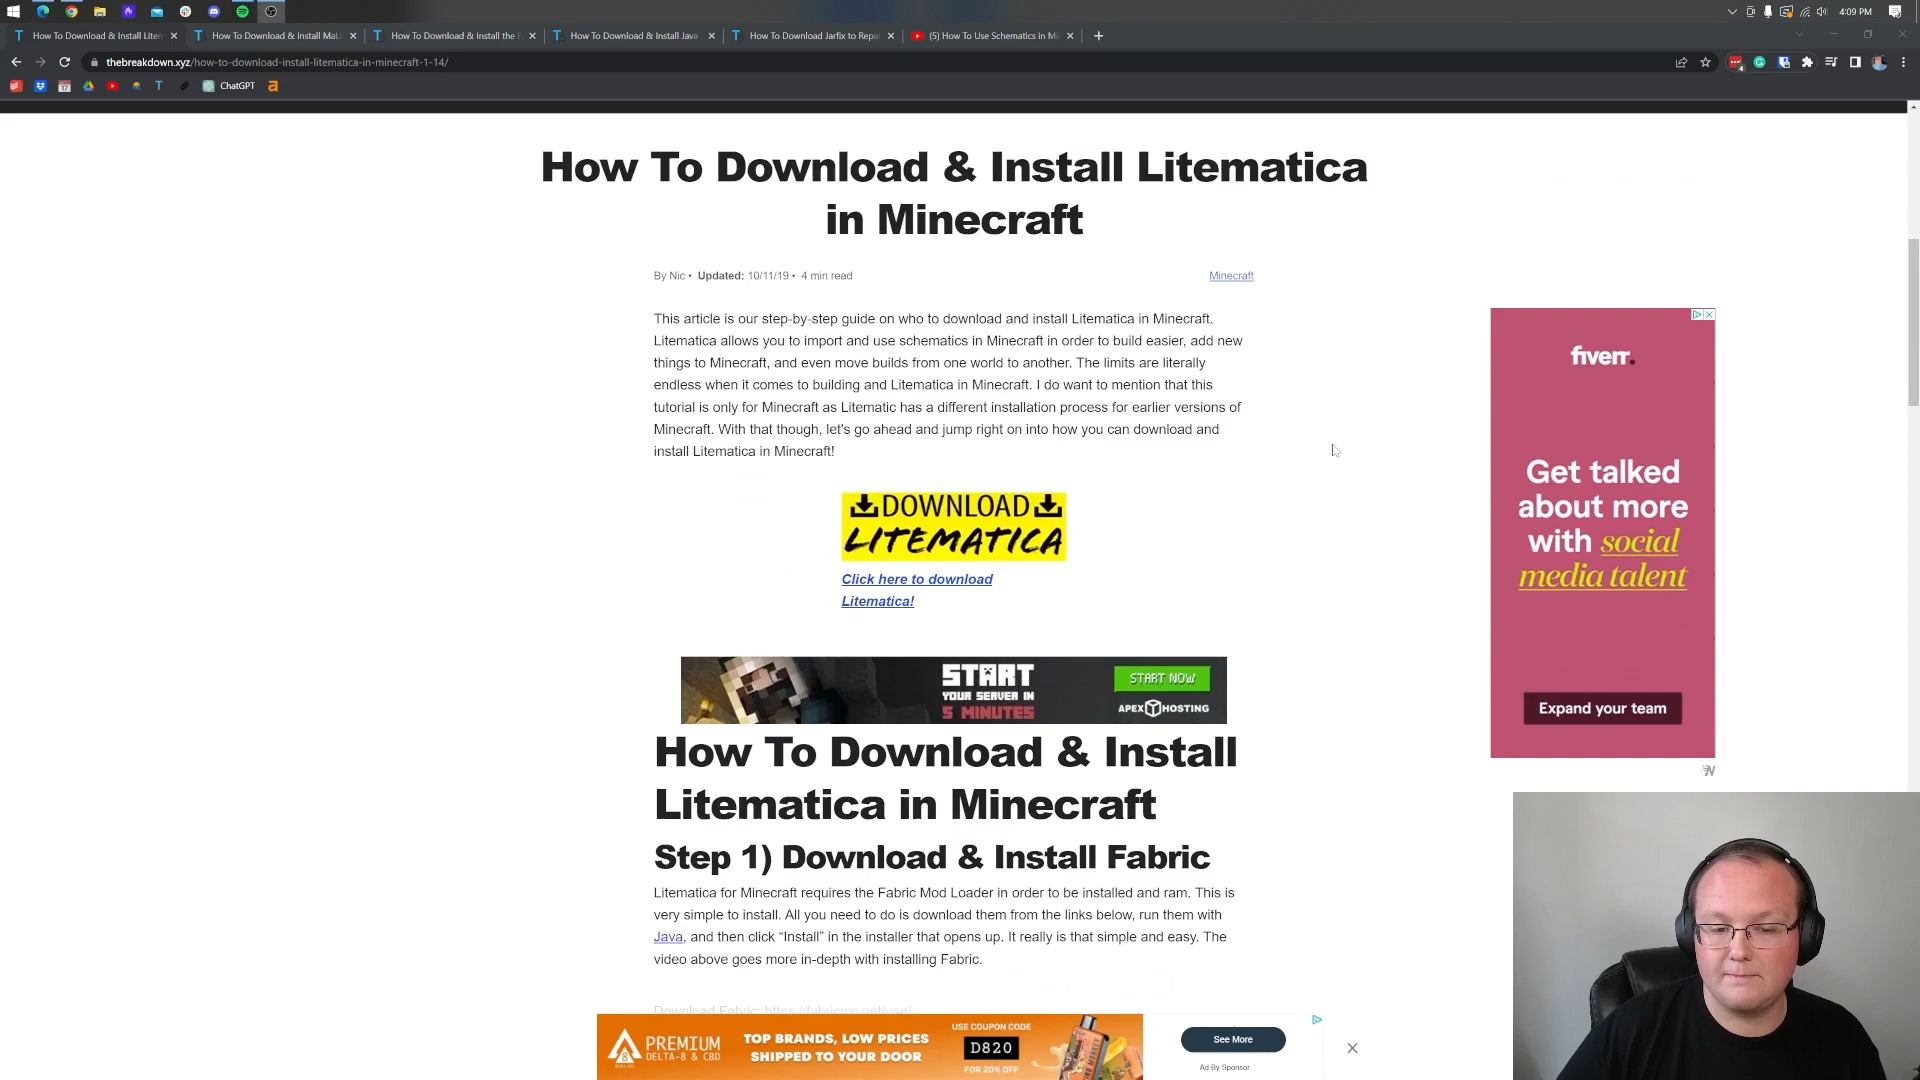 4:09 PM
How To Download & Install Litem
How To Download & Install MaL
How To Download & Install the F
How To Download & Install Java
How To Download Jarfix to Repai
(5) How To Use Schematics in Mi
thebreakdown.xyz/how-to-download-install-litematica-in-minecraft-1-14/
4
17
T
ChatGPT
a
How To Download & Install Litematica
in Minecraft
By Nic • Updated: 10/11/19 • 4 min read
Minecraft
This article is our step-by-step guide on who to download and install Litematica in Minecraft.
Litematica allows you to import and use schematics in Minecraft in order to build easier, add new
things to Minecraft, and even move builds from one world to another. The limits are literally
endless when it comes to building and Litematica in Minecraft. I do want to mention that this
tutorial is only for Minecraft as Litematic has a different installation process for earlier versions of
Minecraft. With that though, let's go ahead and jump right on into how you can download and
install Litematica in Minecraft!
fiverr.
Get talked
about more
with social
media talent
Expand your team
DOWNLOAD
LITEMATICA
Click here to download
Litematica!
START
YOUR SERVER IN
5 MINUTES
START NOW
APEX HOSTING
How To Download & Install
Litematica in Minecraft
Step 1) Download & Install Fabric
Litematica for Minecraft requires the Fabric Mod Loader in order to be installed and ram. This is
very simple to install. All you need to do is download them from the links below, run them with
Java, and then click “Install” in the installer that opens up. It really is that simple and easy. The
video above goes more in-depth with installing Fabric.
Download Fabric: https://fabricmc.net/use/
PREMIUM
DELTA-8 & CBD
TOP BRANDS, LOW PRICES
SHIPPED TO YOUR DOOR
USE COUPON CODE
D820
FOR 20% OFF
See More
Ad By Sponsor